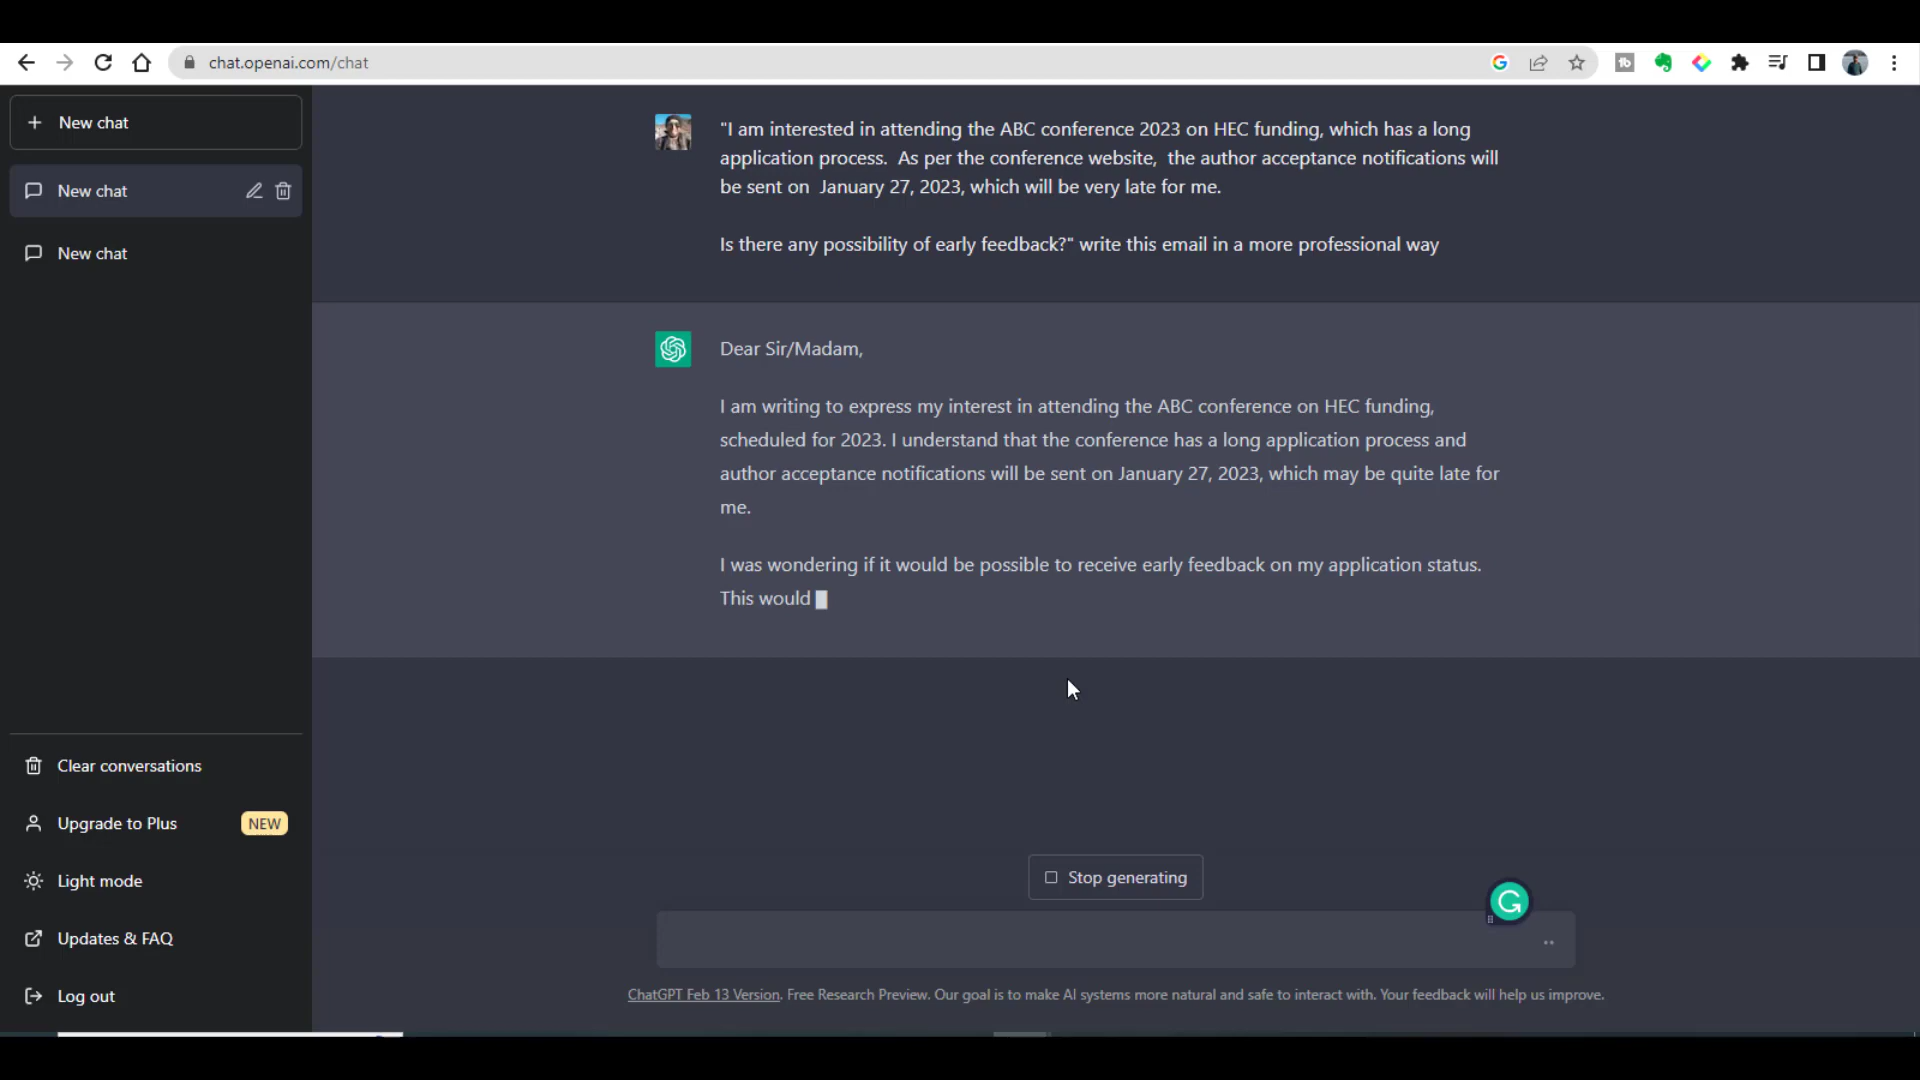 chat.openai.com/chat
New chat
New chat
New chat
"I am interested in attending the ABC conference 2023 on HEC funding, which has a long
application process.  As per the conference website,  the author acceptance notifications will
be sent on  January 27, 2023, which will be very late for me.
Is there any possibility of early feedback?" write this email in a more professional way
Dear Sir/Madam,
I am writing to express my interest in attending the ABC conference on HEC funding,
scheduled for 2023. I understand that the conference has a long application process and
author acceptance notifications will be sent on January 27, 2023, which may be quite late for
me.
I was wondering if it would be possible to receive early feedback on my application status.
This would
Clear conversations
Upgrade to Plus NEW
Light mode
Updates & FAQ
Log out
Stop generating
ChatGPT Feb 13 Version. Free Research Preview. Our goal is to make AI systems more natural and safe to interact with. Your feedback will help us improve.